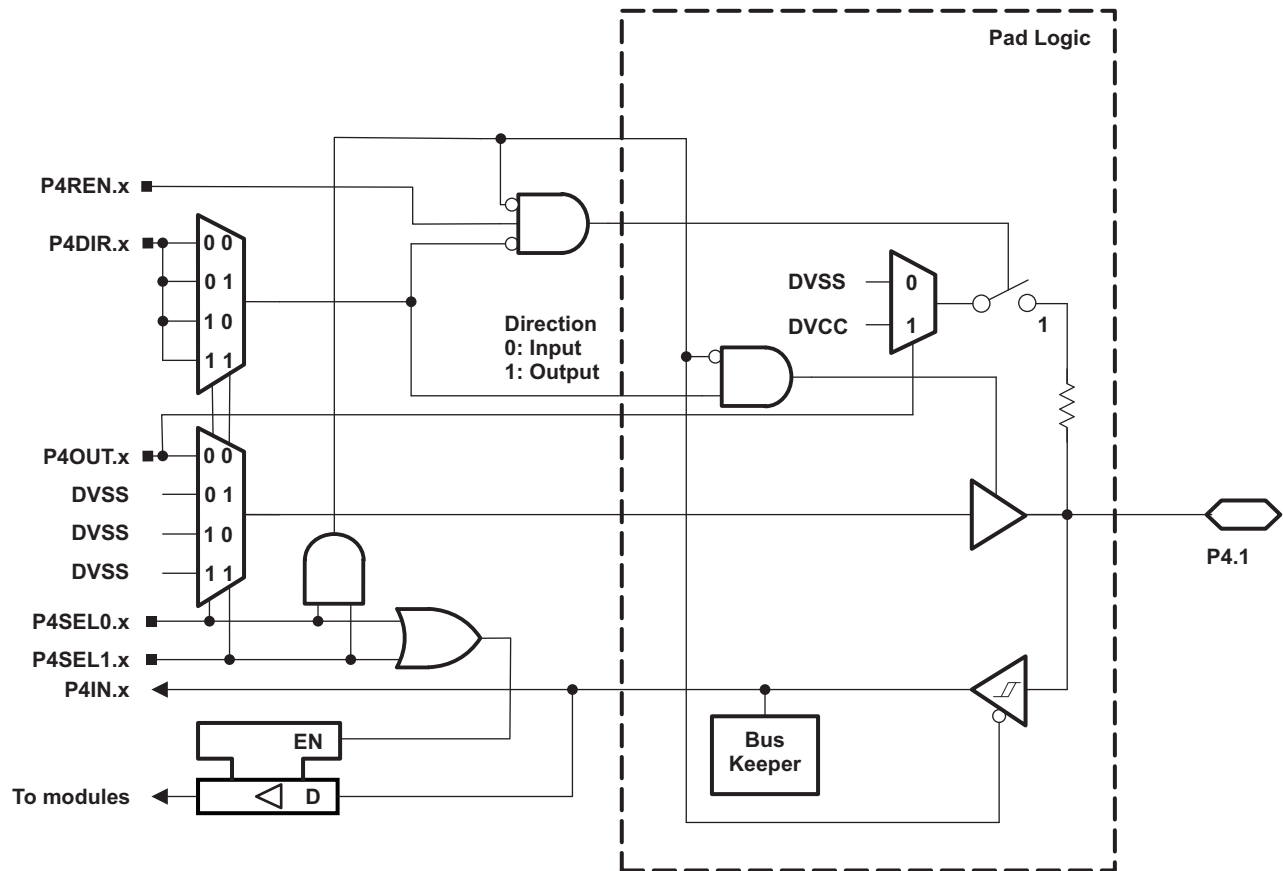 Pad Logic
P4REN.x
P4DIR.x
0 0
0 1
1 0
1 1
DVSS
0
DVCC
1
1
Direction
0: Input
1: Output
P4OUT.x
0 0
DVSS
0 1
DVSS
1 0
DVSS
1 1
P4.1
P4SEL0.x
P4SEL1.x
P4IN.x
EN
Bus
Keeper
To modules
D